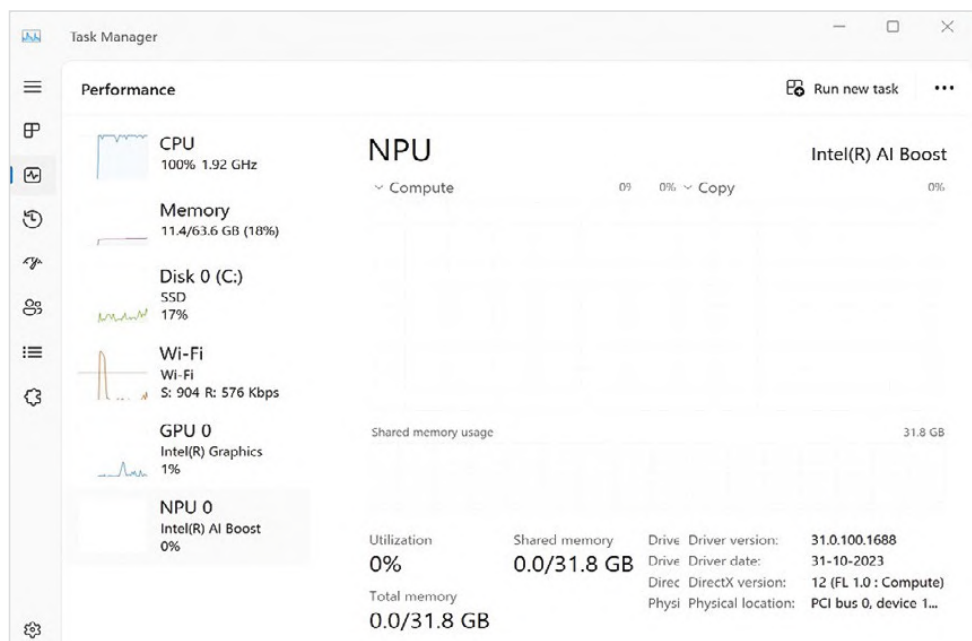 Task Manager
Performance
Run new task
CPU
100% 1.92 GHz
Memory
11.4/63.6 GB (18%)
Disk 0 (C:)
SSD
17%
Wi-Fi
Wi-Fi
S: 904 R: 576 Kbps
GPU 0
Intel(R) Graphics
1%
NPU 0
Intel(R) AI Boost
0%
NPU
Intel(R) AI Boost
Compute 0% Copy 0%
Shared memory usage 31.8 GB
Utilization
0%
Shared memory
0.0/31.8 GB
Total memory
0.0/31.8 GB
Drive Driver version: 31.0.100.1688
Drive Driver date: 31-10-2023
Direc DirectX version: 12 (FL 1.0 : Compute)
Physi Physical location: PCI bus 0, device 1...